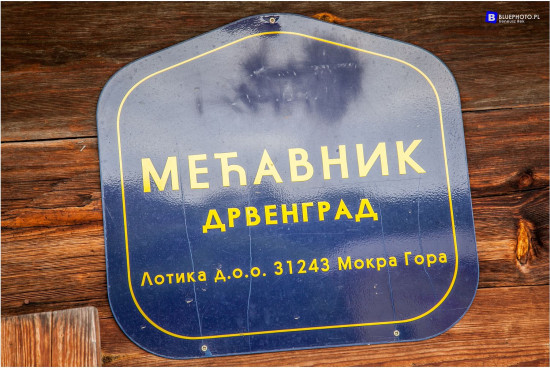 B BLUEPHOTO.PL
МЕЋАВНИК
ДРВЕНГРАД
Лотика д.о.о. 31243 Мокра Гора